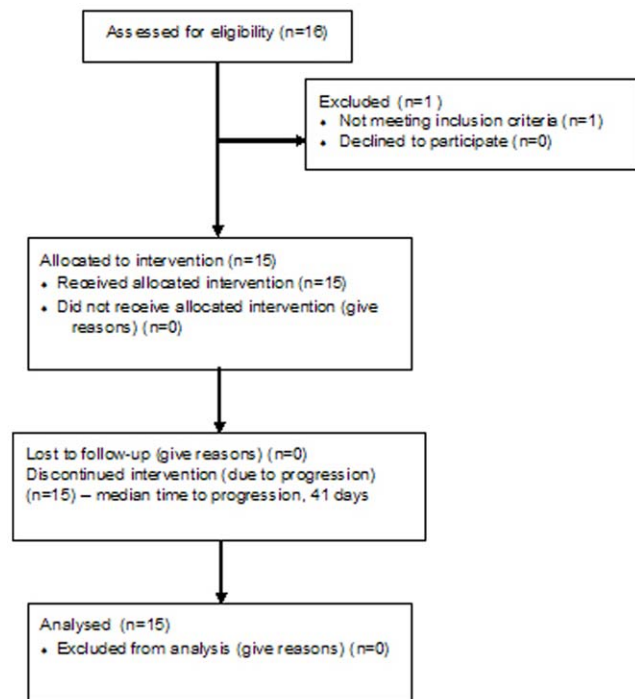 Assessed for eligibility (n=16)
Excluded (n=1)
• Not meeting inclusion criteria (n=1)
• Declined to participate (n=0)
Allocated to intervention (n=15)
• Received allocated intervention (n=15)
• Did not receive allocated intervention (give
reasons) (n=0)
Lost to follow-up (give reasons) (n=0)
Discontinued intervention (due to progression)
(n=15) – median time to progression, 41 days
Analysed (n=15)
• Excluded from analysis (give reasons) (n=0)